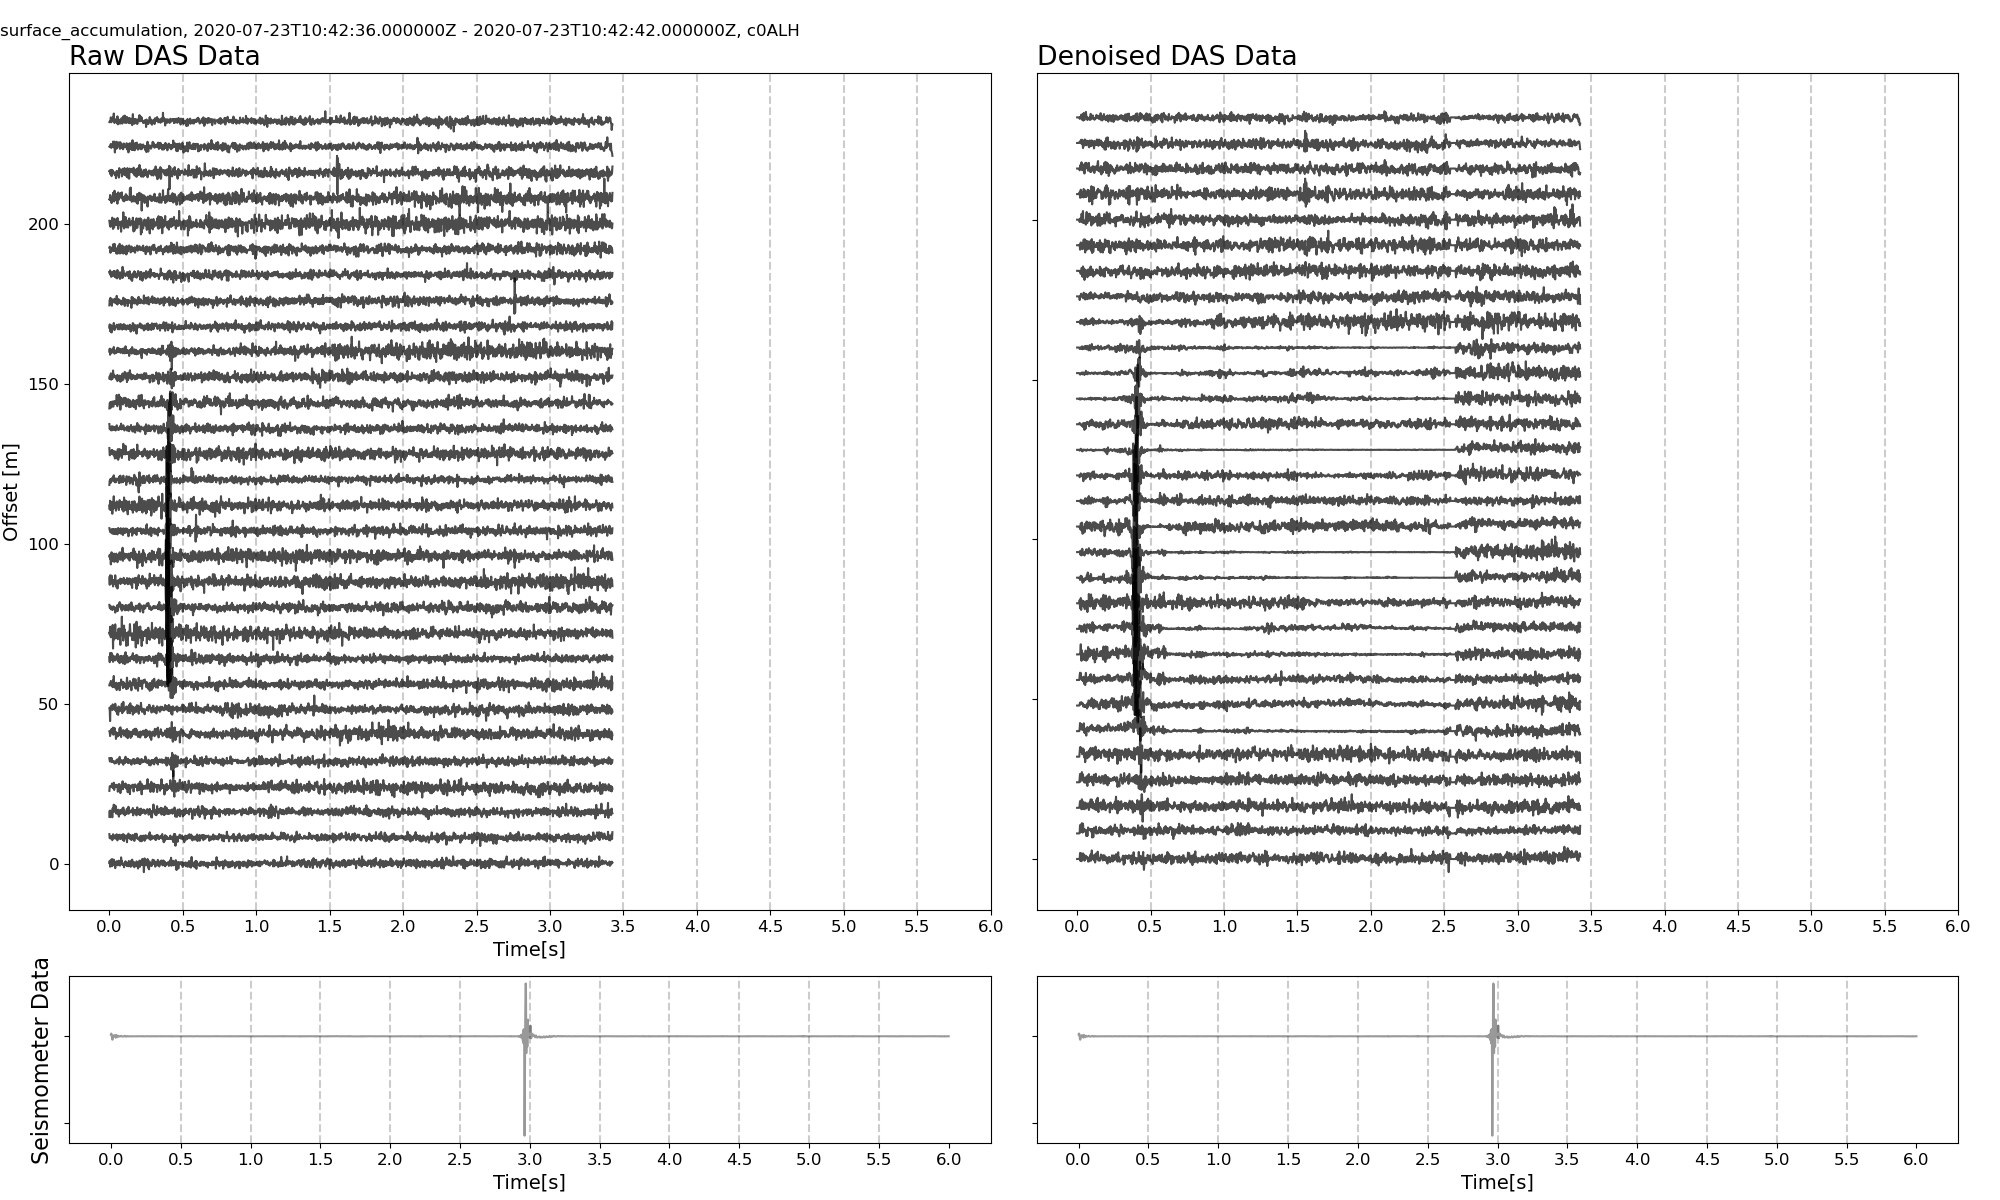 surface_accumulation, 2020-07-23T10:42:36.000000Z - 2020-07-23T10:42:42.000000Z, c0ALH
Raw DAS Data
Denoised DAS Data
Offset [m]
200
150
100
50
0
0.0 0.5 1.0 1.5 2.0 2.5 3.0 3.5 4.0 4.5 5.0 5.5 6.0
Time[s]
0.0 0.5 1.0 1.5 2.0 2.5 3.0 3.5 4.0 4.5 5.0 5.5 6.0
Seismometer Data
0.0 0.5 1.0 1.5 2.0 2.5 3.0 3.5 4.0 4.5 5.0 5.5 6.0
Time[s]
0.0 0.5 1.0 1.5 2.0 2.5 3.0 3.5 4.0 4.5 5.0 5.5 6.0
Time[s]